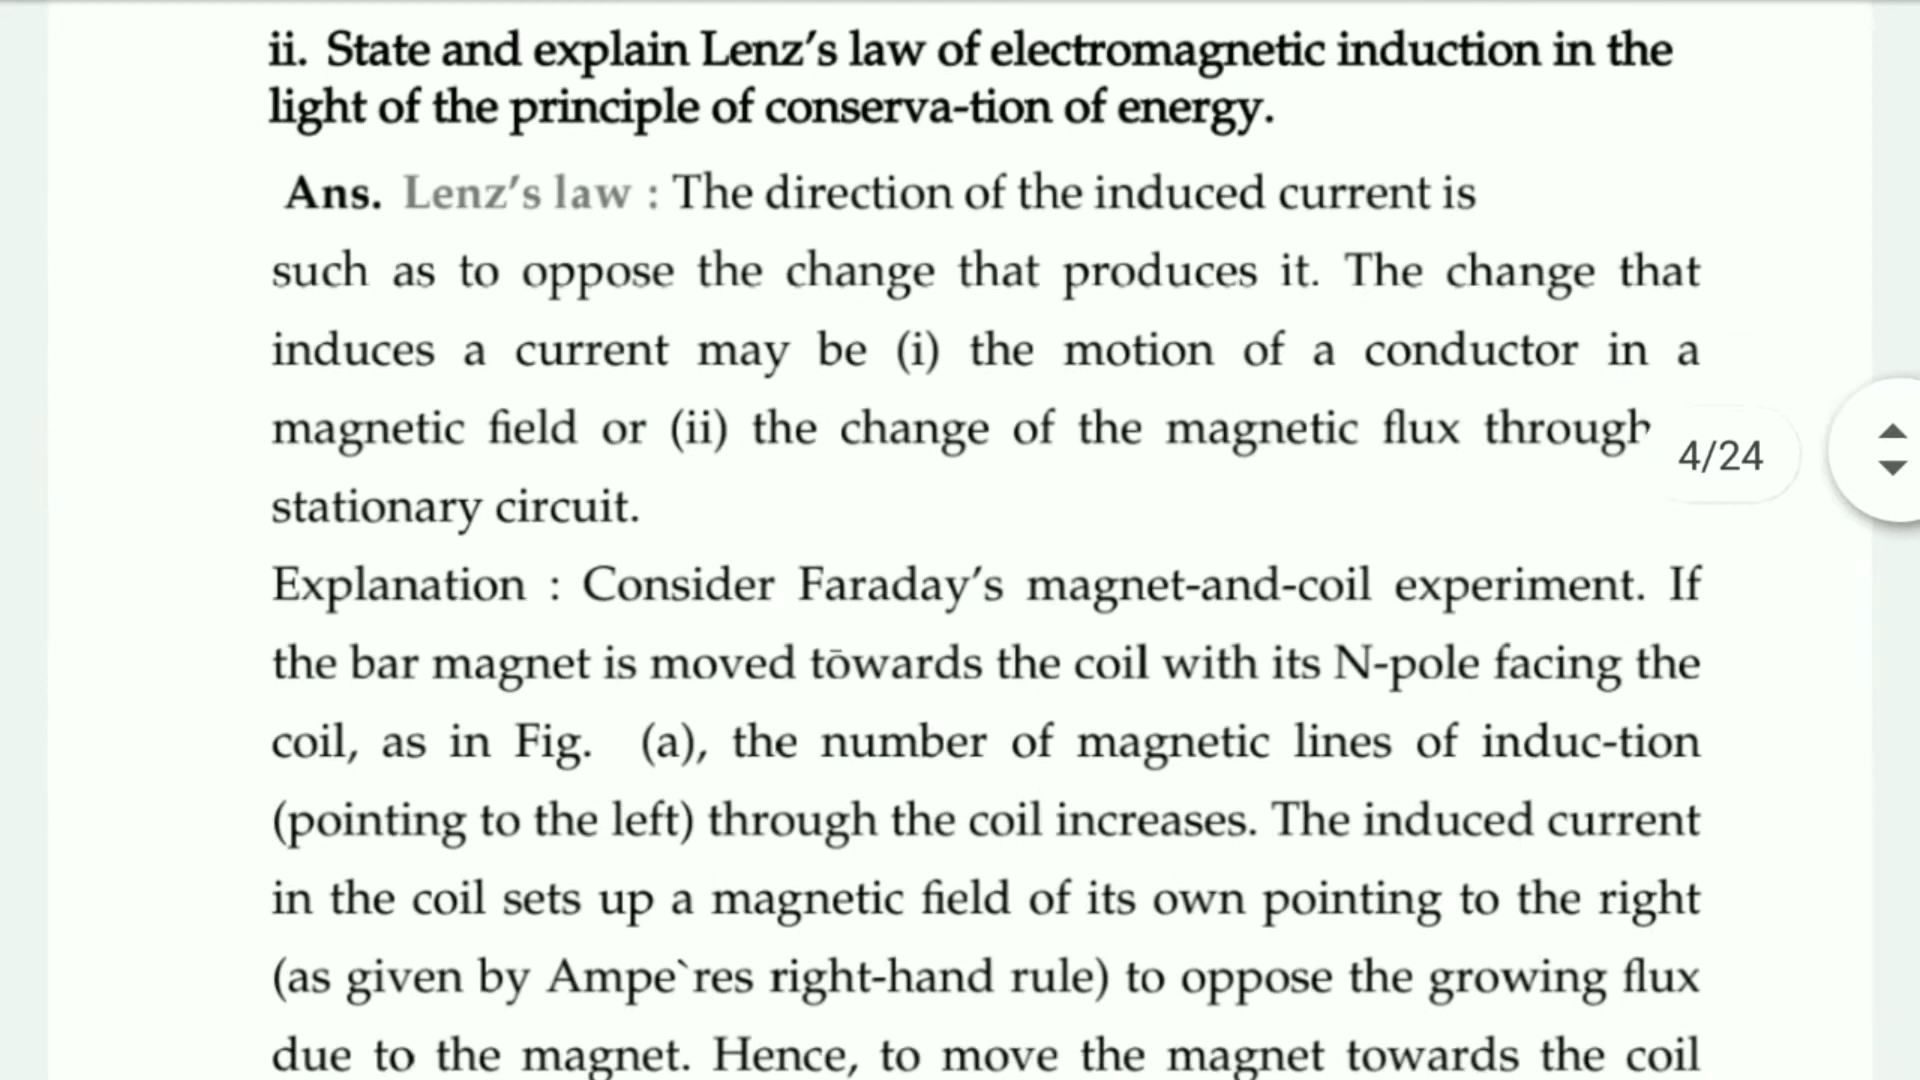 ii. State and explain Lenz’s law of electromagnetic induction in the
light of the principle of conserva-tion of energy.
Ans. Lenz’s law : The direction of the induced current is
such as to oppose the change that produces it. The change that
induces a current may be (i) the motion of a conductor in a
magnetic field or (ii) the change of the magnetic flux through
4/24
stationary circuit.
Explanation : Consider Faraday’s magnet-and-coil experiment. If
the bar magnet is moved tōwards the coil with its N-pole facing the
coil, as in Fig. (a), the number of magnetic lines of induc-tion
(pointing to the left) through the coil increases. The induced current
in the coil sets up a magnetic field of its own pointing to the right
(as given by Ampe`res right-hand rule) to oppose the growing flux
due to the magnet. Hence, to move the magnet towards the coil